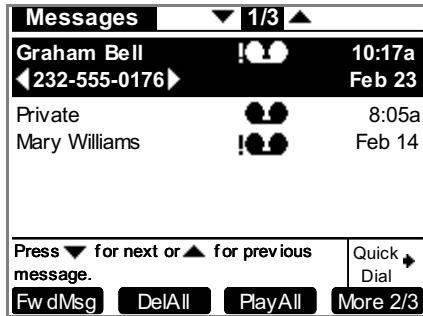 Messages 1/3
Graham Bell ! 10:17a
232-555-0176 Feb 23
Private 8:05a
Mary Williams ! Feb 14
Press ▼ for next or ▲ for previous
message.
Quick
Dial
FwdMsg DelAll PlayAll More 2/3